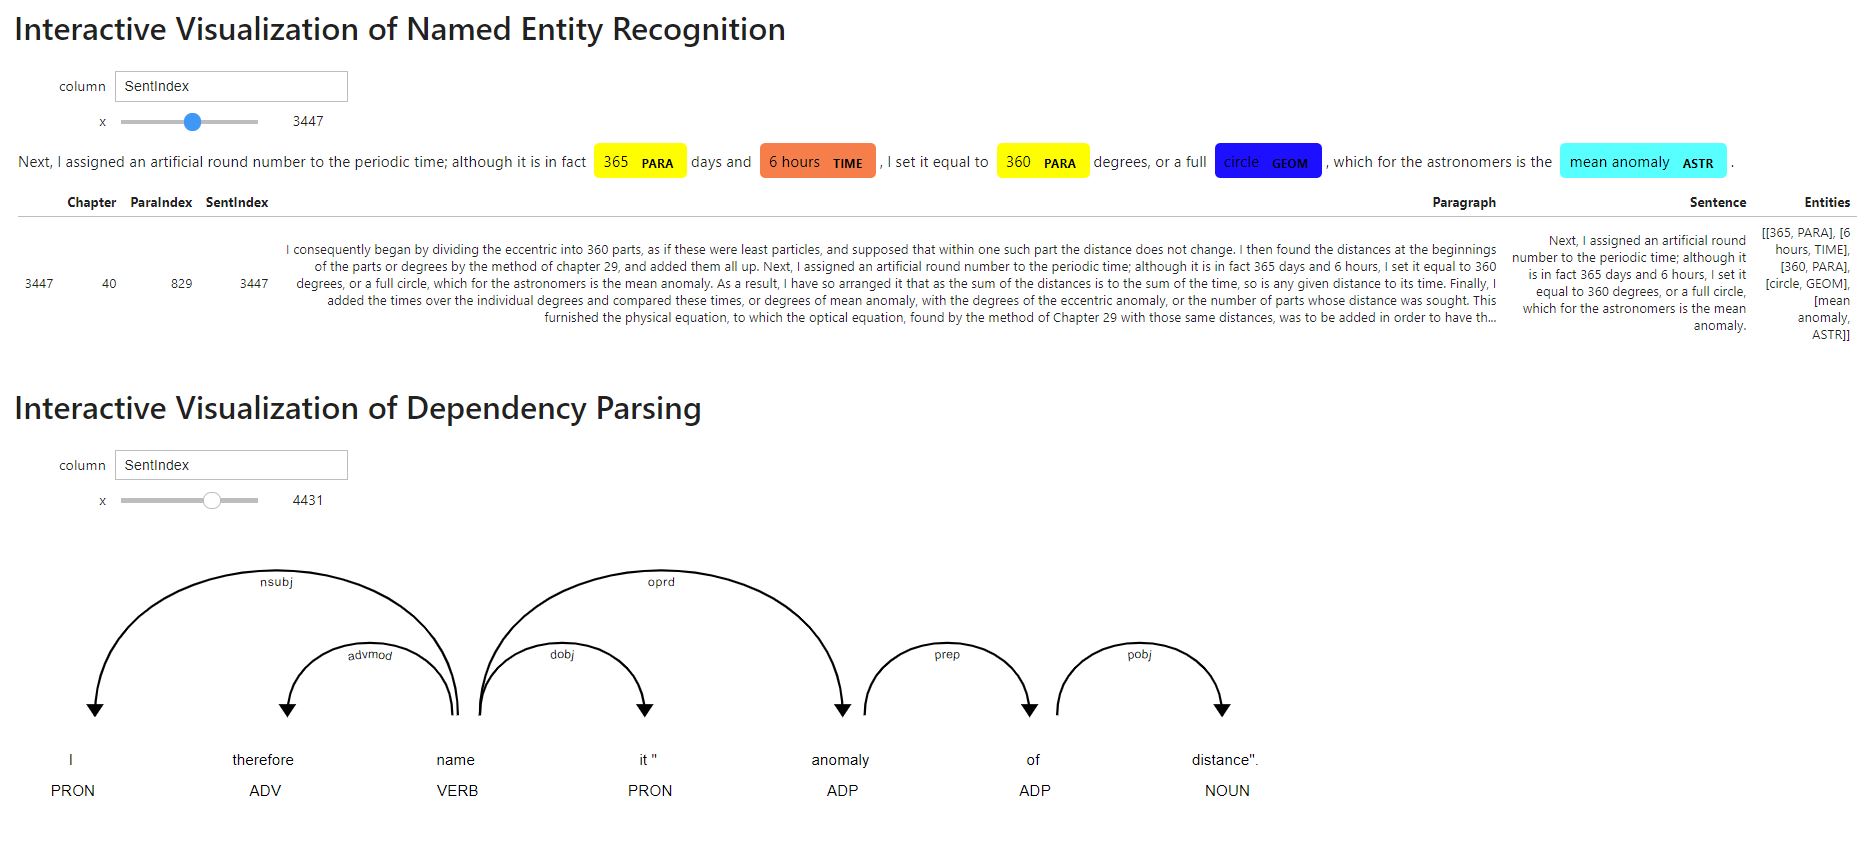 Interactive Visualization of Named Entity Recognition
column SentIndex
x 3447
Next, I assigned an artificial round number to the periodic time; although it is in fact 365 PARA days and 6 hours TIME , I set it equal to 360 PARA degrees, or a full circle GEOM , which for the astronomers is the mean anomaly ASTR .
Chapter ParaIndex SentIndex Paragraph Sentence Entities
3447 40 829 3447
I consequently began by dividing the eccentric into 360 parts, as if these were least particles, and supposed that within one such part the distance does not change. I then found the distances at the beginnings
of the parts or degrees by the method of chapter 29, and added them all up. Next, I assigned an artificial round number to the periodic time; although it is in fact 365 days and 6 hours, I set it equal to 360
degrees, or a full circle, which for the astronomers is the mean anomaly. As a result, I have so arranged it that as the sum of the distances is to the sum of the time, so is any given distance to its time. Finally, I
added the times over the individual degrees and compared these times, or degrees of mean anomaly, with the degrees of the eccentric anomaly, or the number of parts whose distance was sought. This
furnished the physical equation, to which the optical equation, found by the method of Chapter 29 with those same distances, was to be added in order to have th...
Next, I assigned an artificial round
number to the periodic time; although it
is in fact 365 days and 6 hours, I set it
equal to 360 degrees, or a full circle,
which for the astronomers is the mean
anomaly.
[[365, PARA], [6
hours, TIME],
[360, PARA],
[circle, GEOM],
[mean
anomaly,
ASTR]]
Interactive Visualization of Dependency Parsing
column SentIndex
x 4431
nsubj oprd
advmod dobj prep pobj
I therefore name it " anomaly of distance".
PRON ADV VERB PRON ADP ADP NOUN